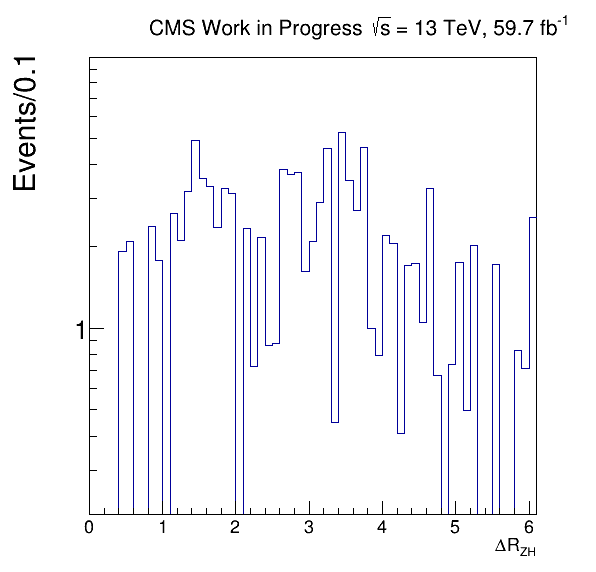 CMS Work in Progress √s = 13 TeV, 59.7 fb⁻¹
Events/0.1
1
0 1 2 3 4 5 6
ΔR_ZH